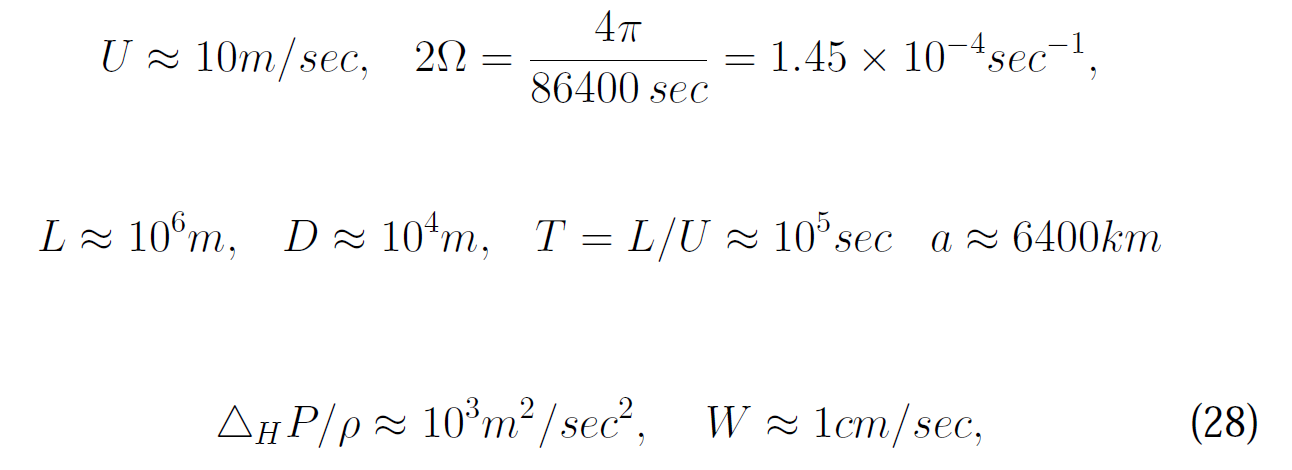 U ≈ 10m/sec, 2Ω = 4π / 86400 sec = 1.45 × 10⁻⁴sec⁻¹,
L ≈ 10⁶m, D ≈ 10⁴m, T = L/U ≈ 10⁵sec a ≈ 6400km
△_H P/ρ ≈ 10³m²/sec², W ≈ 1cm/sec, (28)